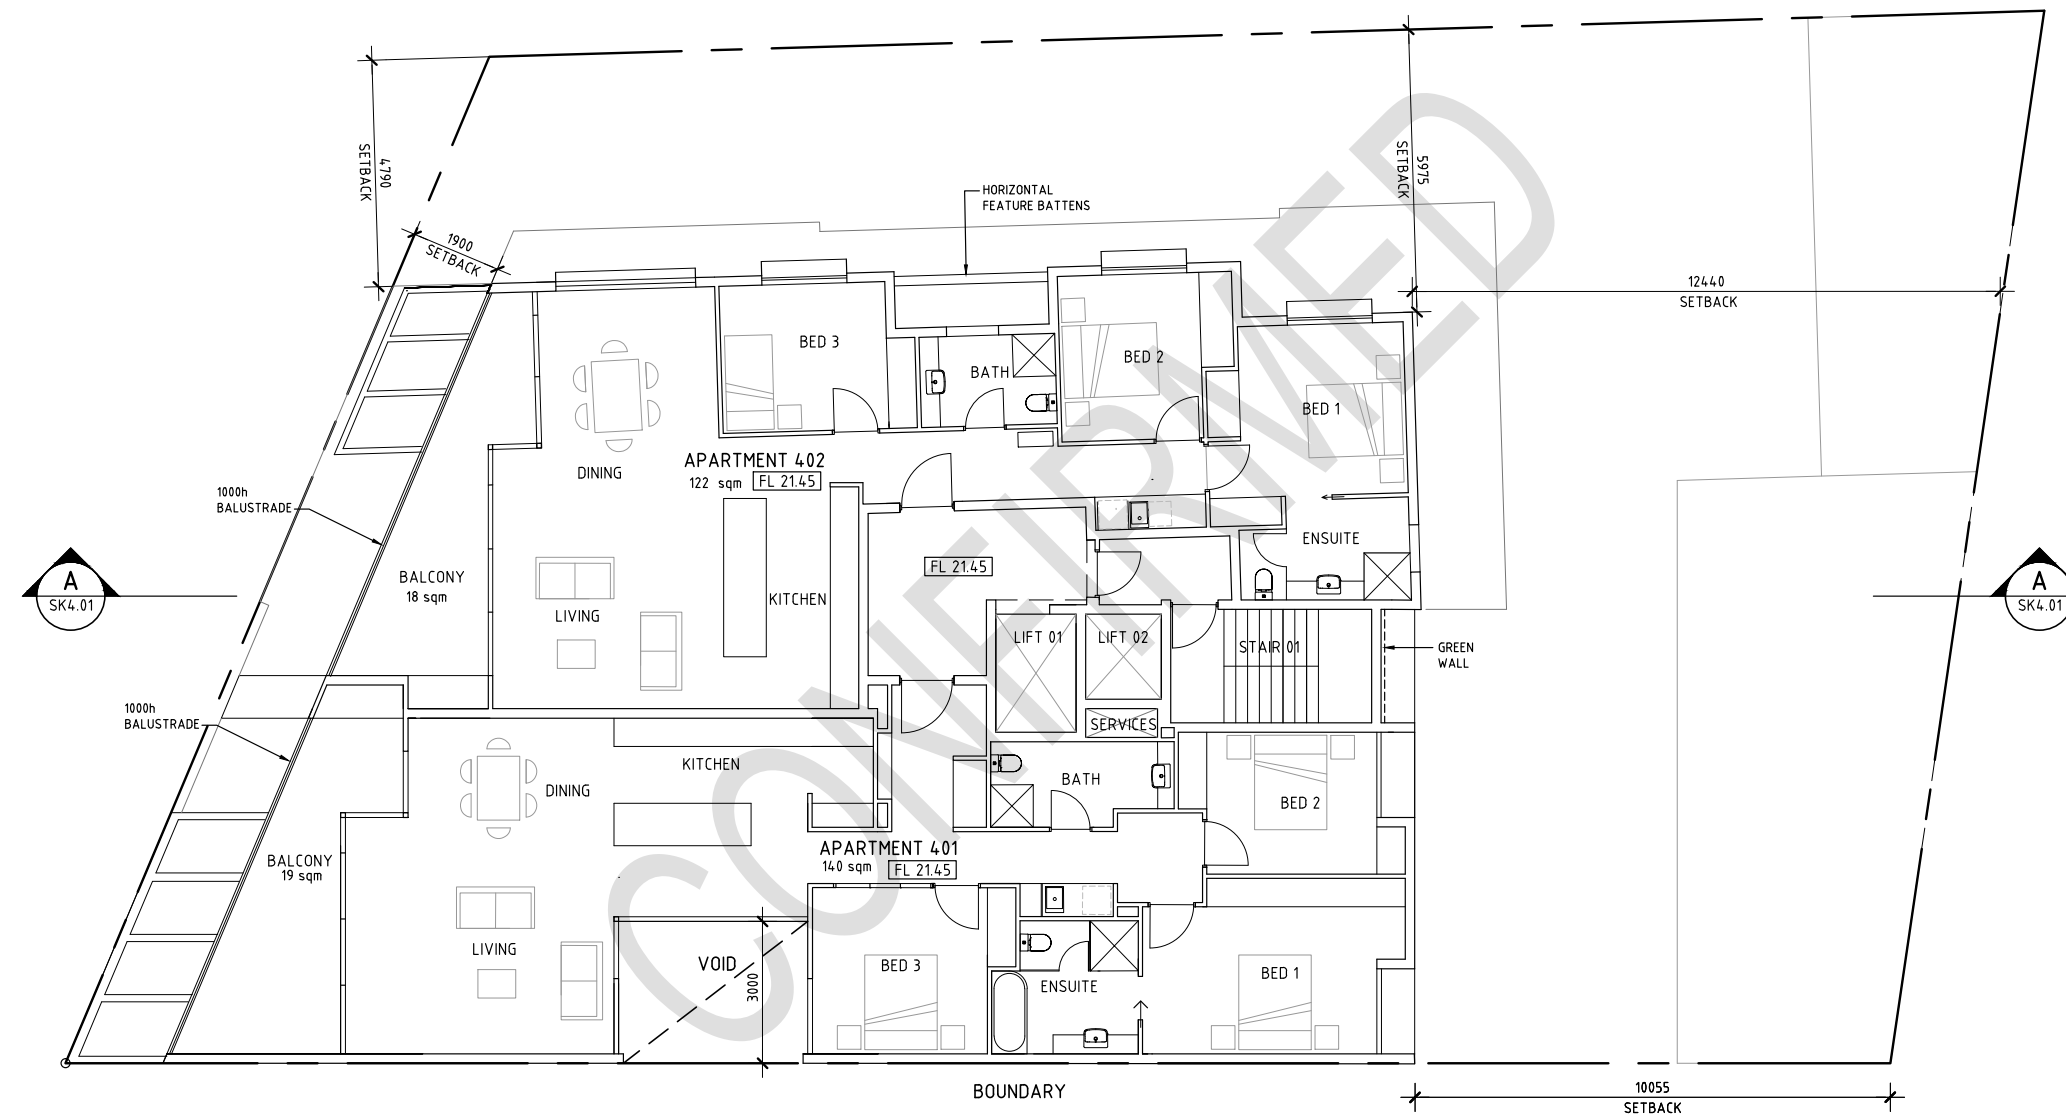 4790
SETBACK
1900
SETBACK
5975
SETBACK
HORIZONTAL
FEATURE BATTENS
12440
SETBACK
BED 3
BATH
BED 2
BED 1
DINING
APARTMENT 402
122 sqm
FL 21.45
1000h
BALUSTRADE
ENSUITE
FL 21.45
A
SK4.01
BALCONY
18 sqm
LIVING
KITCHEN
LIFT 01
LIFT 02
STAIR 01
GREEN
WALL
A
SK4.01
1000h
BALUSTRADE
SERVICES
KITCHEN
BATH
DINING
BED 2
APARTMENT 401
140 sqm
FL 21.45
BALCONY
19 sqm
LIVING
VOID
3000
BED 3
ENSUITE
BED 1
BOUNDARY
10055
SETBACK
CONFIRMED